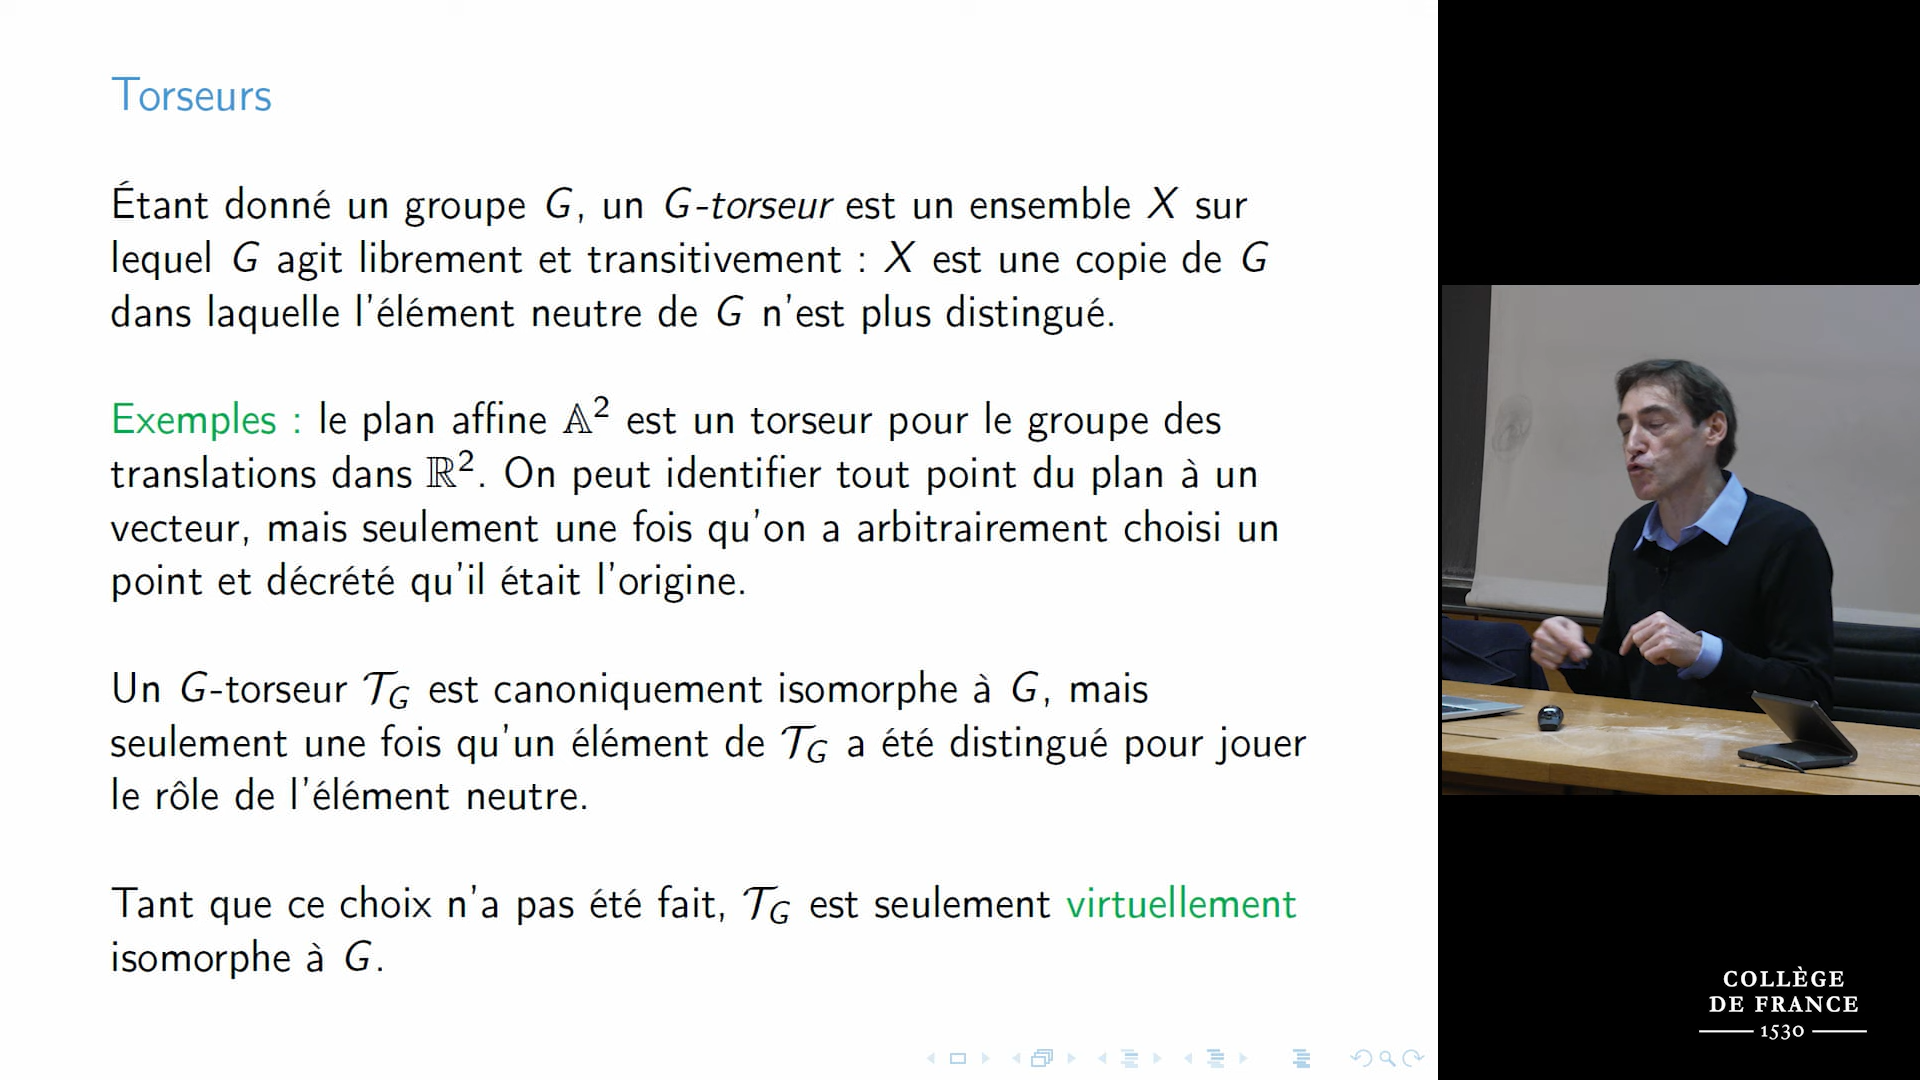 Torseurs
Étant donné un groupe G, un G-torseur est un ensemble X sur
lequel G agit librement et transitivement : X est une copie de G
dans laquelle l'élément neutre de G n'est plus distingué.
Exemples : le plan affine 𝔸² est un torseur pour le groupe des
translations dans ℝ². On peut identifier tout point du plan à un
vecteur, mais seulement une fois qu'on a arbitrairement choisi un
point et décrété qu'il était l'origine.
Un G-torseur 𝒯_G est canoniquement isomorphe à G, mais
seulement une fois qu'un élément de 𝒯_G a été distingué pour jouer
le rôle de l'élément neutre.
Tant que ce choix n'a pas été fait, 𝒯_G est seulement virtuellement
isomorphe à G.
COLLÈGE
DE FRANCE
1530